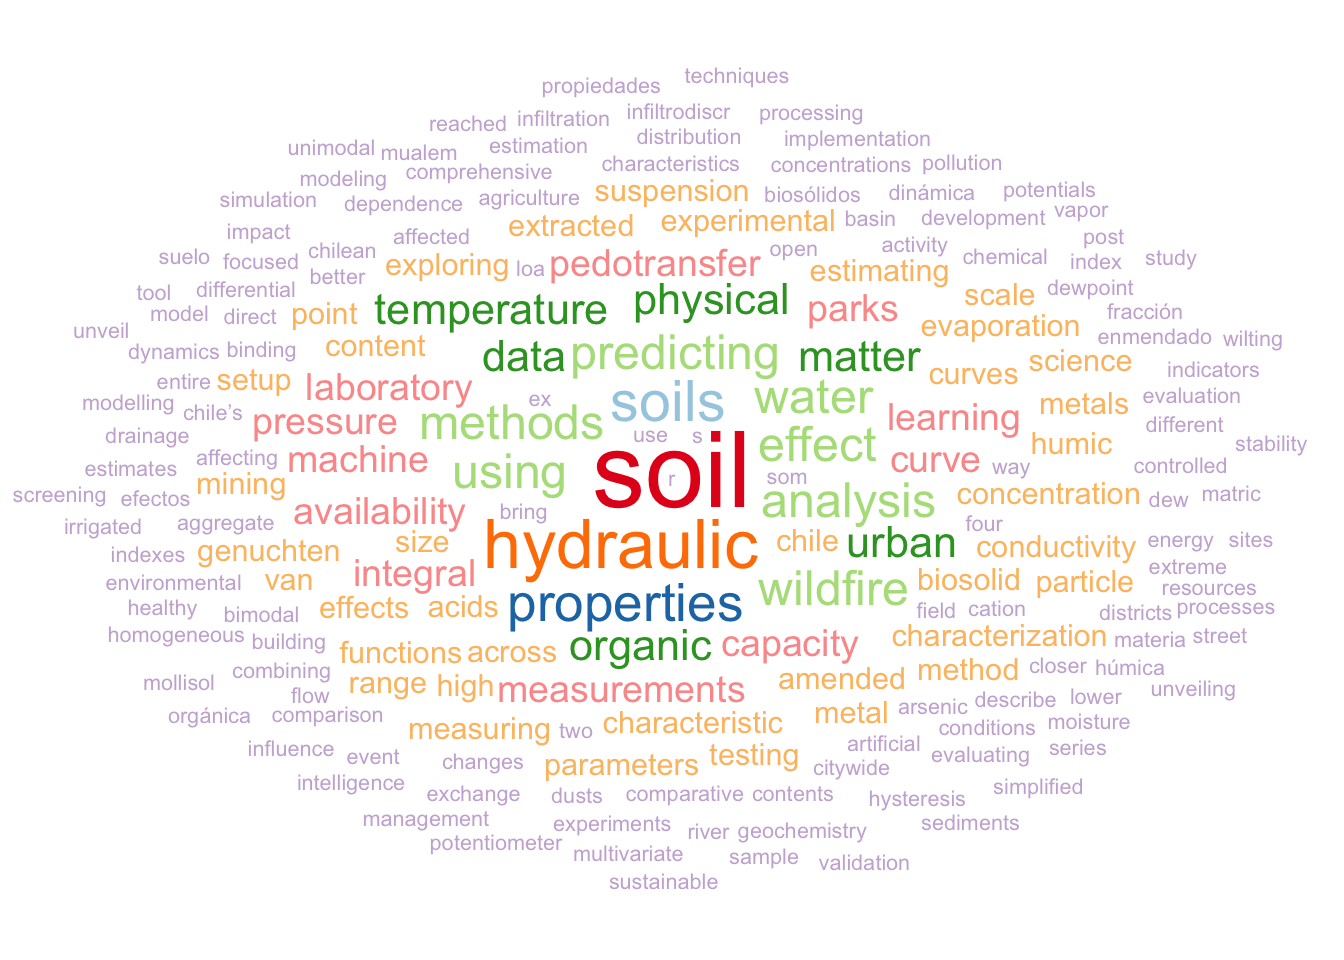 techniques
propiedades
infiltrodiscr
processing
reached
infiltration
distribution
implementation
unimodal
mualem
estimation
characteristics
concentrations
pollution
modeling
comprehensive
suspension
biosólidos
dinámica
potentials
simulation
dependence
agriculture
extracted
experimental
basin
development
vapor
impact
affected
open
activity
chemical
post
suelo
focused
chilean
exploring
loa
pedotransfer
estimating
index
study
better
tool
differential
temperature
physical
parks
scale
dewpoint
model
direct
point
evaporation
fracción
unveil
content
data
predicting
matter
science
enmendado
wilting
dynamics
binding
entire
setup
laboratory
ex
soils
water
curves
indicators
modelling
chile’s
pressure
methods
use
s
learning
metals
evaluation
drainage
different
affecting
machine
using
soil
effect
curve
humic
stability
estimates
mining
r
som
way
controlled
screening
efectos
availability
bring
analysis
concentration
dew
matric
irrigated
aggregate
size
hydraulic
chile
urban
four
conductivity
energy
sites
indexes
genuchten
integral
extreme
environmental
van
wildfire
biosolid
particle
resources
healthy
bimodal
effects
acids
properties
field
cation
districts
processes
homogeneous
building
functions
across
organic
capacity
characterization
materia
street
combining
mollisol
flow
range
high
measurements
amended
method
closer
húmica
unveiling
orgánica
comparison
measuring
two
characteristic
metal
arsenic
describe
lower
conditions
moisture
influence
event
changes
parameters
testing
artificial
evaluating
series
citywide
intelligence
exchange
dusts
comparative
contents
hysteresis
simplified
management
experiments
river
geochemistry
sediments
potentiometer
multivariate
sample
validation
sustainable